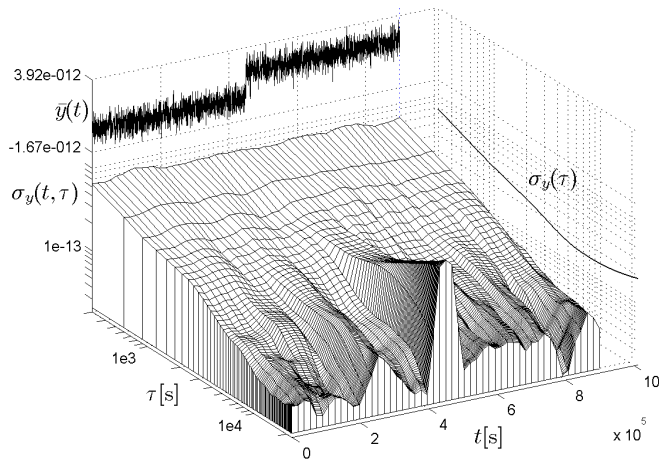 3.92e-012
ȳ(t)
-1.67e-012
σ_y(t,τ)
σ_y(τ)
1e-13
1e3
τ[s]
1e4
0
2
4
6
8
10
t[s]
x 10^5